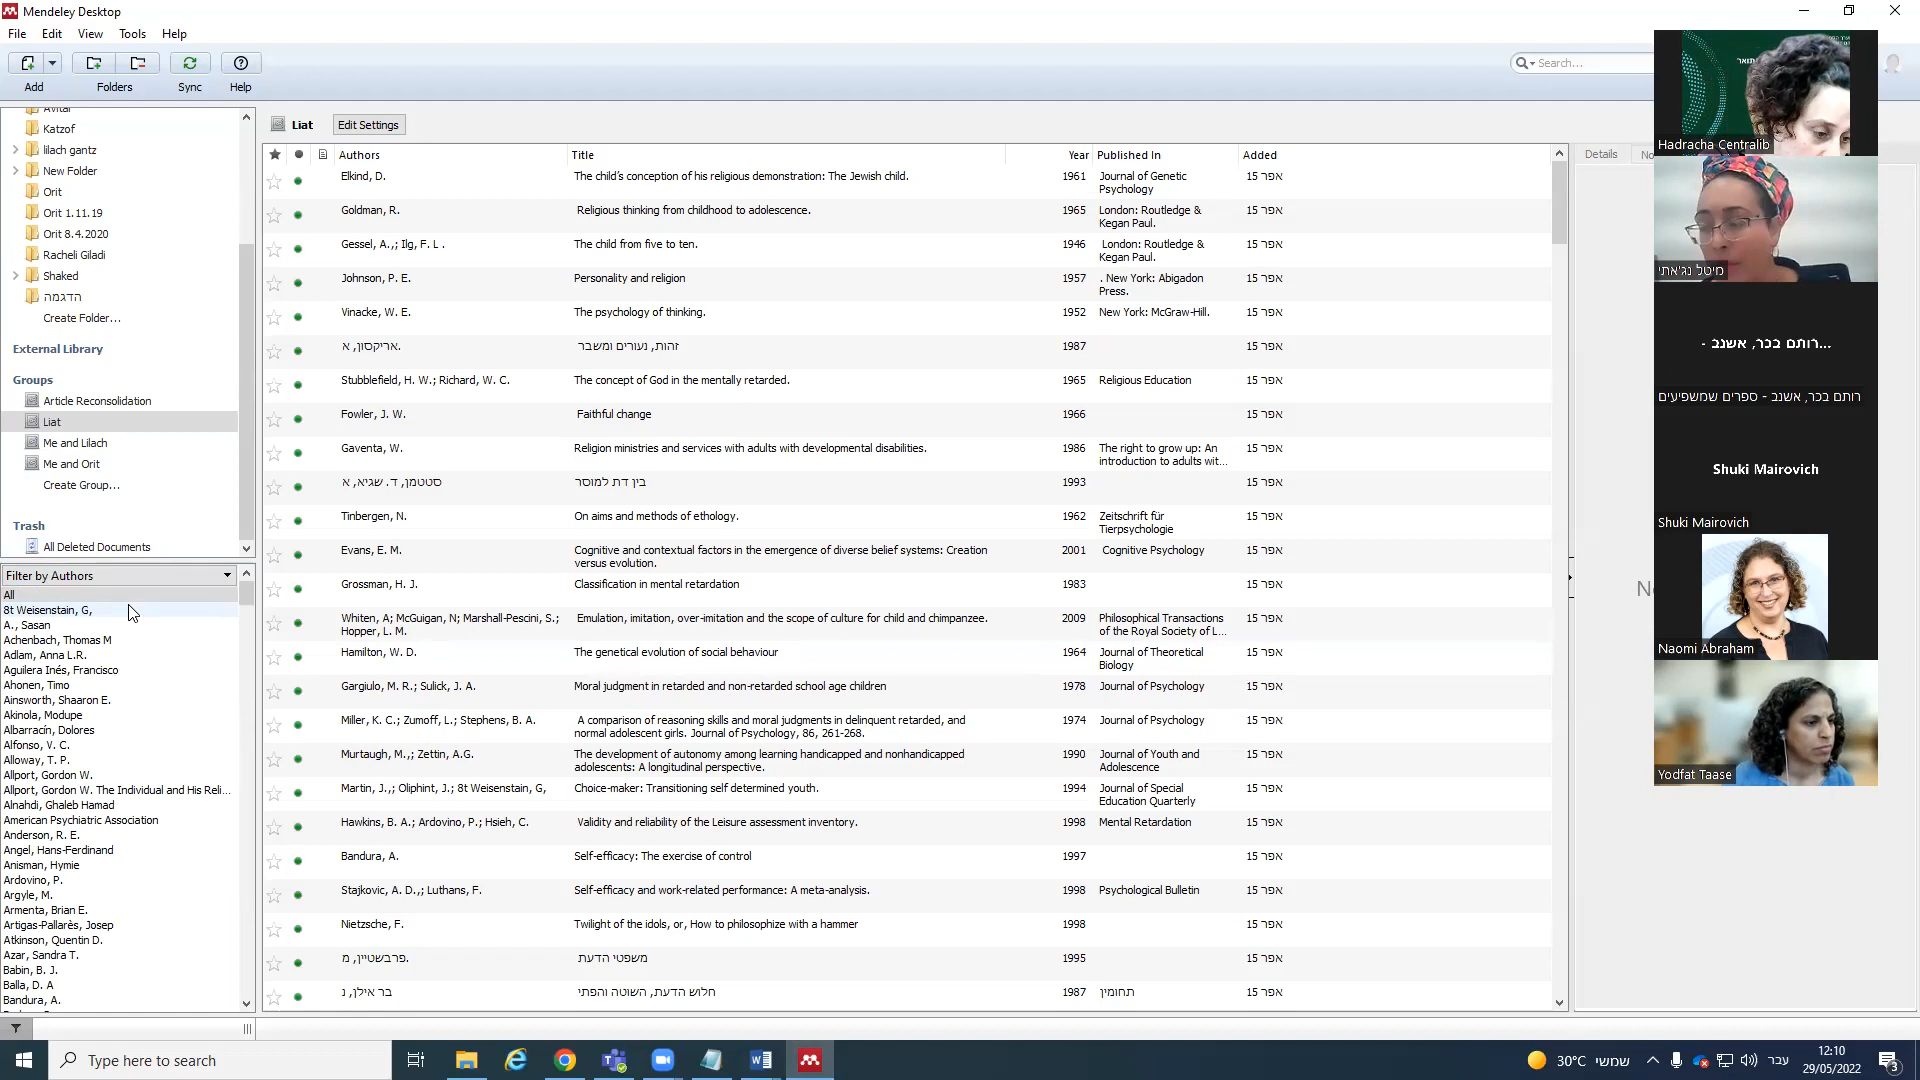 Mendeley Desktop
File Edit View Tools Help
Add Folders Sync Help
Search...
Avital
Katzof
lilach gantz
New Folder
Orit
Orit 1.11.19
Orit 8.4.2020
Racheli Giladi
Shaked
הדגמה
Create Folder...
External Library
Groups
Article Reconsolidation
Liat
Me and Lilach
Me and Orit
Create Group...
Trash
All Deleted Documents
Filter by Authors
All
8t Weisenstain, G,
A., Sasan
Achenbach, Thomas M
Adlam, Anna L.R.
Aguilera Inés, Francisco
Ahonen, Timo
Ainsworth, Shaaron E.
Akinola, Modupe
Albarracín, Dolores
Alfonso, V. C.
Alloway, T. P.
Allport, Gordon W.
Allport, Gordon W. The Individual and His Reli...
Alnahdi, Ghaleb Hamad
American Psychiatric Association
Anderson, R. E.
Angel, Hans-Ferdinand
Anisman, Hymie
Ardovino, P.
Argyle, M.
Armenta, Brian E.
Artigas-Pallarès, Josep
Atkinson, Quentin D.
Azar, Sandra T.
Babin, B. J.
Balla, D. A
Bandura, A.
Liat Edit Settings
Authors Title Year Published In Added
Elkind, D. The child's conception of his religious demonstration: The Jewish child. 1961 Journal of Genetic 15 אפר
Psychology
Goldman, R. Religious thinking from childhood to adolescence. 1965 London: Routledge & 15 אפר
Kegan Paul.
Gessel, A.,; Ilg, F. L . The child from five to ten. 1946 London: Routledge & 15 אפר
Kegan Paul.
Johnson, P. E. Personality and religion 1957 . New York: Abigadon 15 אפר
Press.
Vinacke, W. E. The psychology of thinking. 1952 New York: McGraw-Hill. 15 אפר
אריקסון, א. זהות, נעורים ומשבר 1987 15 אפר
Stubblefield, H. W.; Richard, W. C. The concept of God in the mentally retarded. 1965 Religious Education 15 אפר
Fowler, J. W. Faithful change 1966 15 אפר
Gaventa, W. Religion ministries and services with adults with developmental disabilities. 1986 The right to grow up: An 15 אפר
introduction to adults wit...
סטטמן, ד. שגיא, א בין דת למוסר 1993 15 אפר
Tinbergen, N. On aims and methods of ethology. 1962 Zeitschrift für 15 אפר
Tierpsychologie
Evans, E. M. Cognitive and contextual factors in the emergence of diverse belief systems: Creation 2001 Cognitive Psychology 15 אפר
versus evolution.
Grossman, H. J. Classification in mental retardation 1983 15 אפר
Whiten, A; McGuigan, N; Marshall-Pescini, S.; Emulation, imitation, over-imitation and the scope of culture for child and chimpanzee. 2009 Philosophical Transactions 15 אפר
Hopper, L. M. of the Royal Society of L...
Hamilton, W. D. The genetical evolution of social behaviour 1964 Journal of Theoretical 15 אפר
Biology
Gargiulo, M. R.; Sulick, J. A. Moral judgment in retarded and non-retarded school age children 1978 Journal of Psychology 15 אפר
Miller, K. C.; Zumoff, L.; Stephens, B. A. A comparison of reasoning skills and moral judgments in delinquent retarded, and 1974 Journal of Psychology 15 אפר
normal adolescent girls. Journal of Psychology, 86, 261-268.
Murtaugh, M.,; Zettin, A.G. The development of autonomy among learning handicapped and nonhandicapped 1990 Journal of Youth and 15 אפר
adolescents: A longitudinal perspective. Adolescence
Martin, J.,; Oliphint, J.; 8t Weisenstain, G, Choice-maker: Transitioning self determined youth. 1994 Journal of Special 15 אפר
Education Quarterly
Hawkins, B. A.; Ardovino, P.; Hsieh, C. Validity and reliability of the Leisure assessment inventory. 1998 Mental Retardation 15 אפר
Bandura, A. Self-efficacy: The exercise of control 1997 15 אפר
Stajkovic, A. D.,; Luthans, F. Self-efficacy and work-related performance: A meta-analysis. 1998 Psychological Bulletin 15 אפר
Nietzsche, F. Twilight of the idols, or, How to philosophize with a hammer 1998 15 אפר
פרבשטיין, מ. משפטי הדעת 1995 15 אפר
בר אילן, נ חלוש הדעת, השוטה והפתי 1987 תחומין 15 אפר
Details
Hadracha Centralib
מיטל נג'אתי
רותם בכר, אשנב - ...
רותם בכר, אשנב - ספרים שמשפיעים
Shuki Mairovich
Shuki Mairovich
Naomi Abraham
Yodfat Taase
Type here to search
30°C שמשי
עבר
12:10
29/05/2022
3